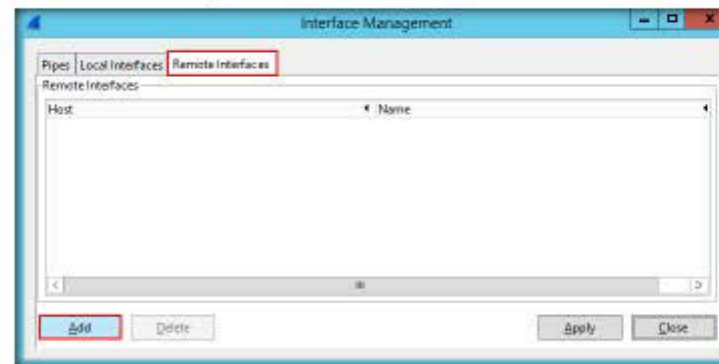 Interface Management
Pipes Local Interfaces Remote Interfaces
Remote Interfaces
Host Name
Add Delete Apply Close